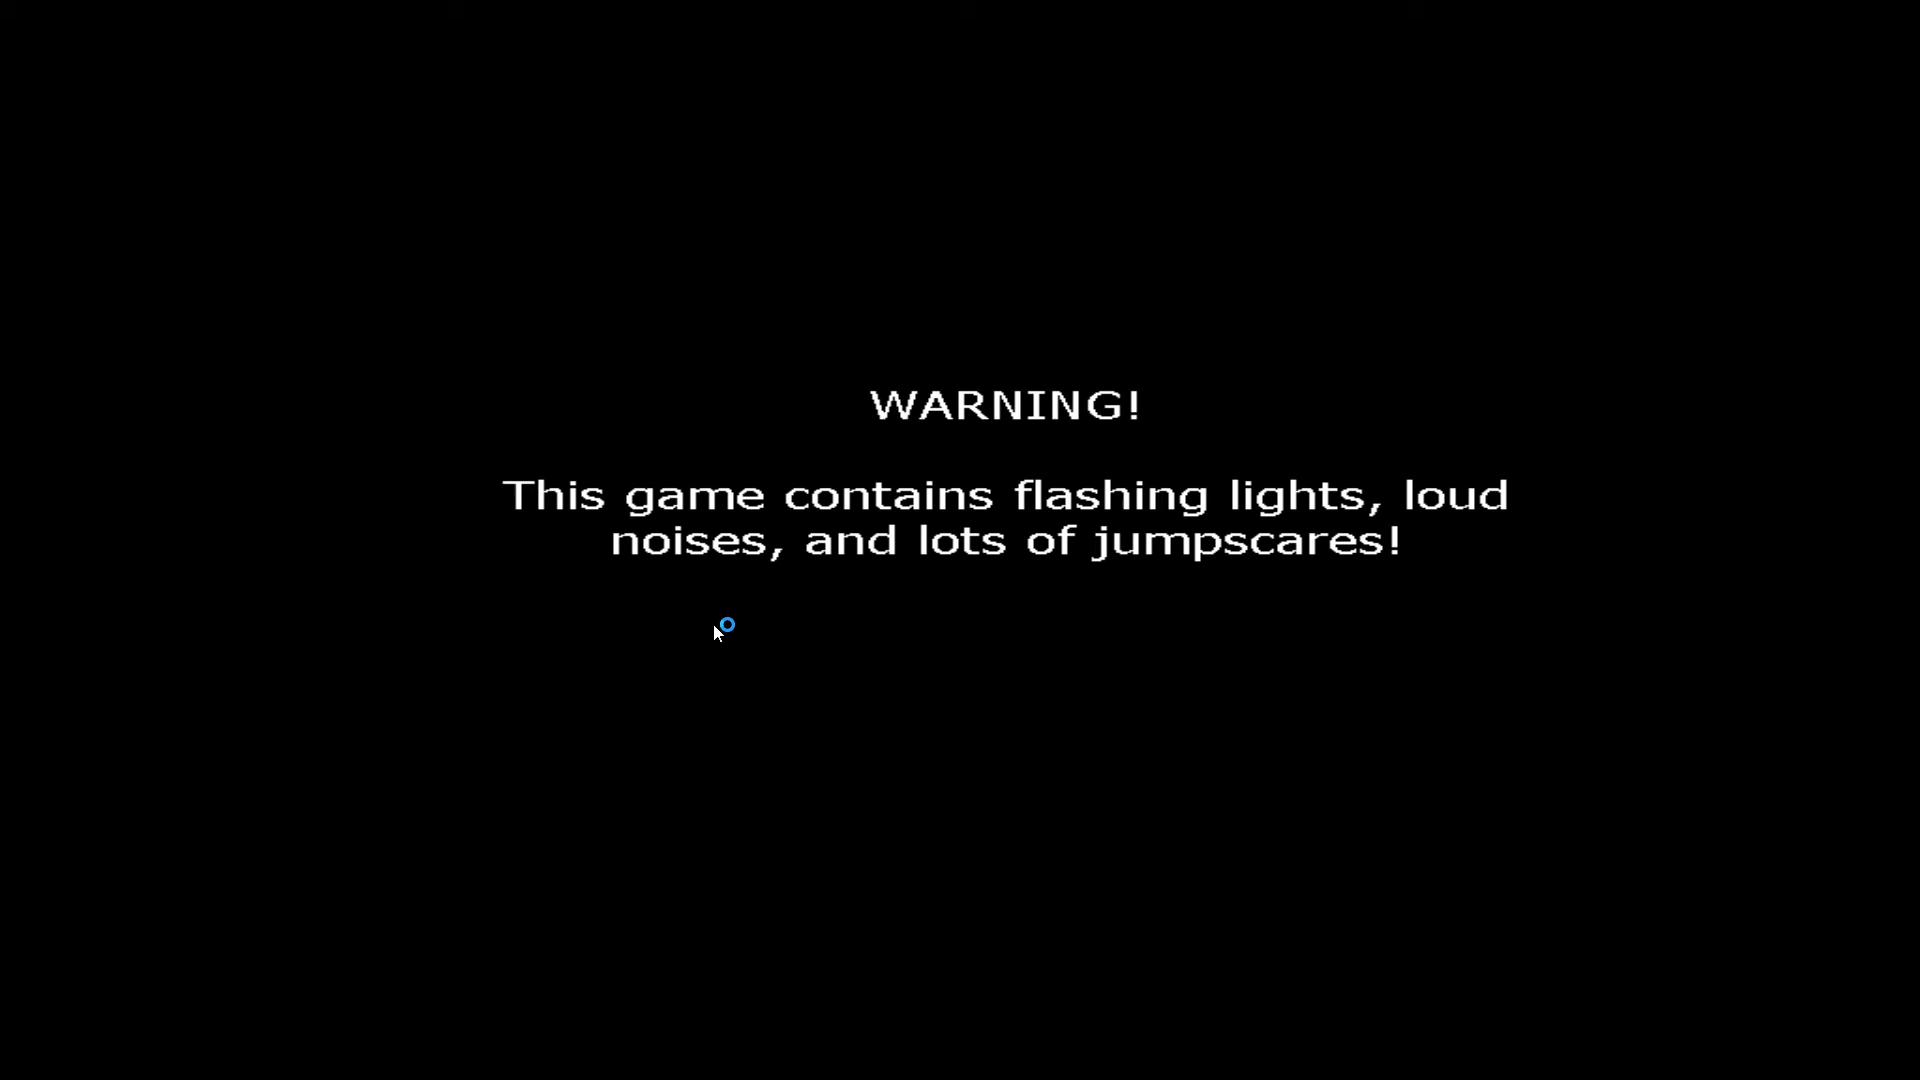 WARNING!
This game contains flashing lights, loud
noises, and lots of jumpscares!